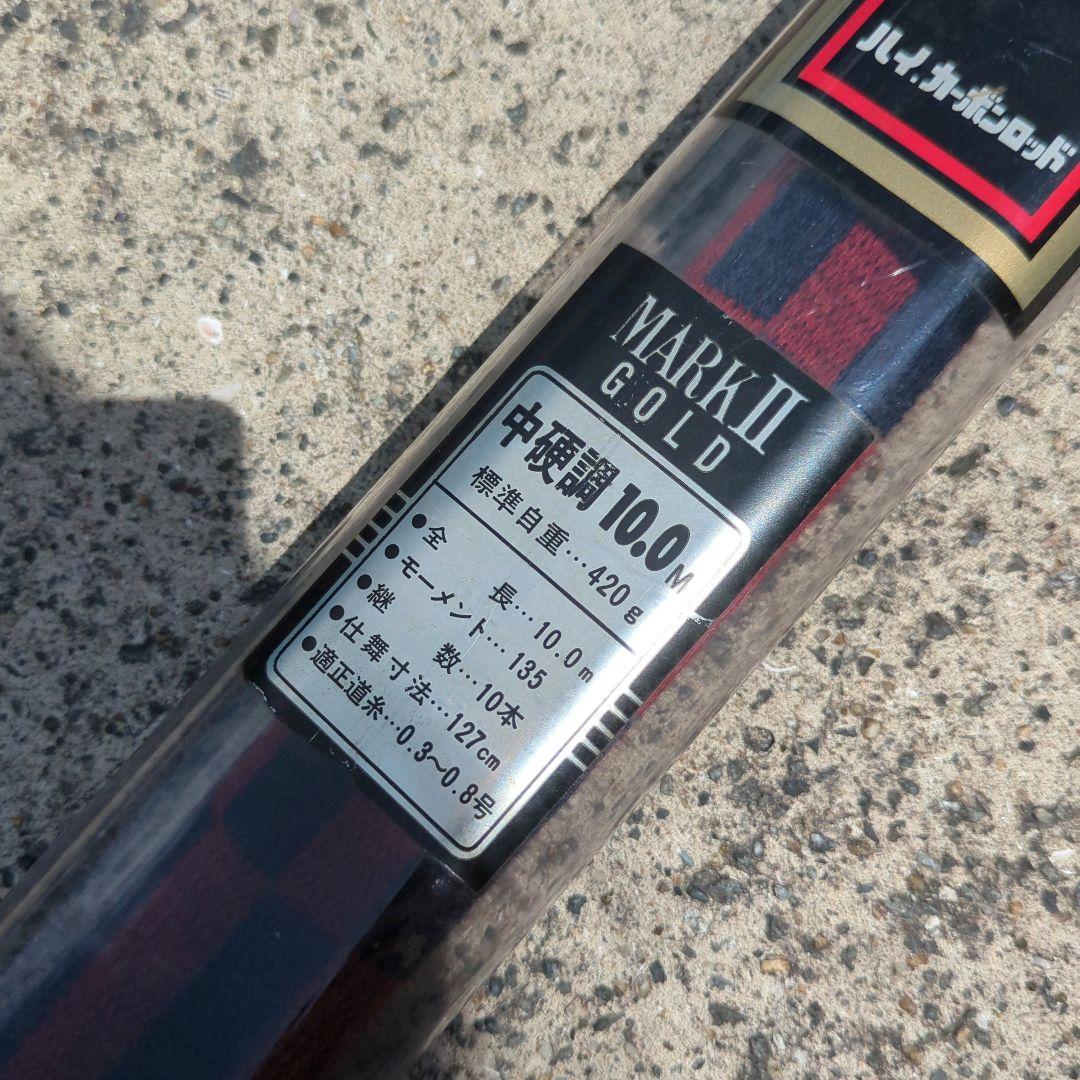 ハイ.カーボンロッド
MARK II
GOLD
中硬調 10.0M
標準自重…420g
●全長…10.0m
●モーメント…135
●継数…10本
●仕舞寸法…127cm
●適正道糸…0.3〜0.8号